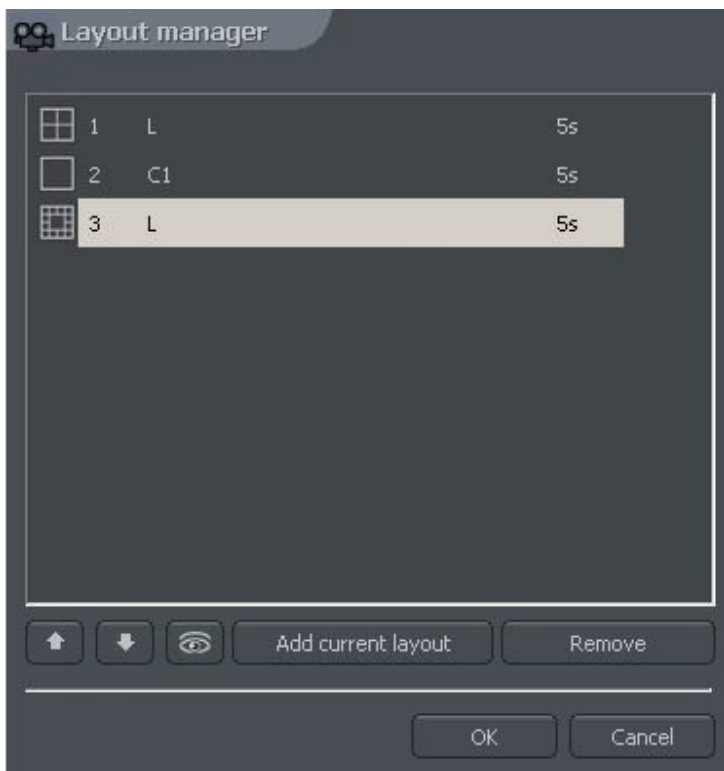 Layout manager
1 L 5s
2 C1 5s
3 L 5s
Add current layout Remove
OK Cancel